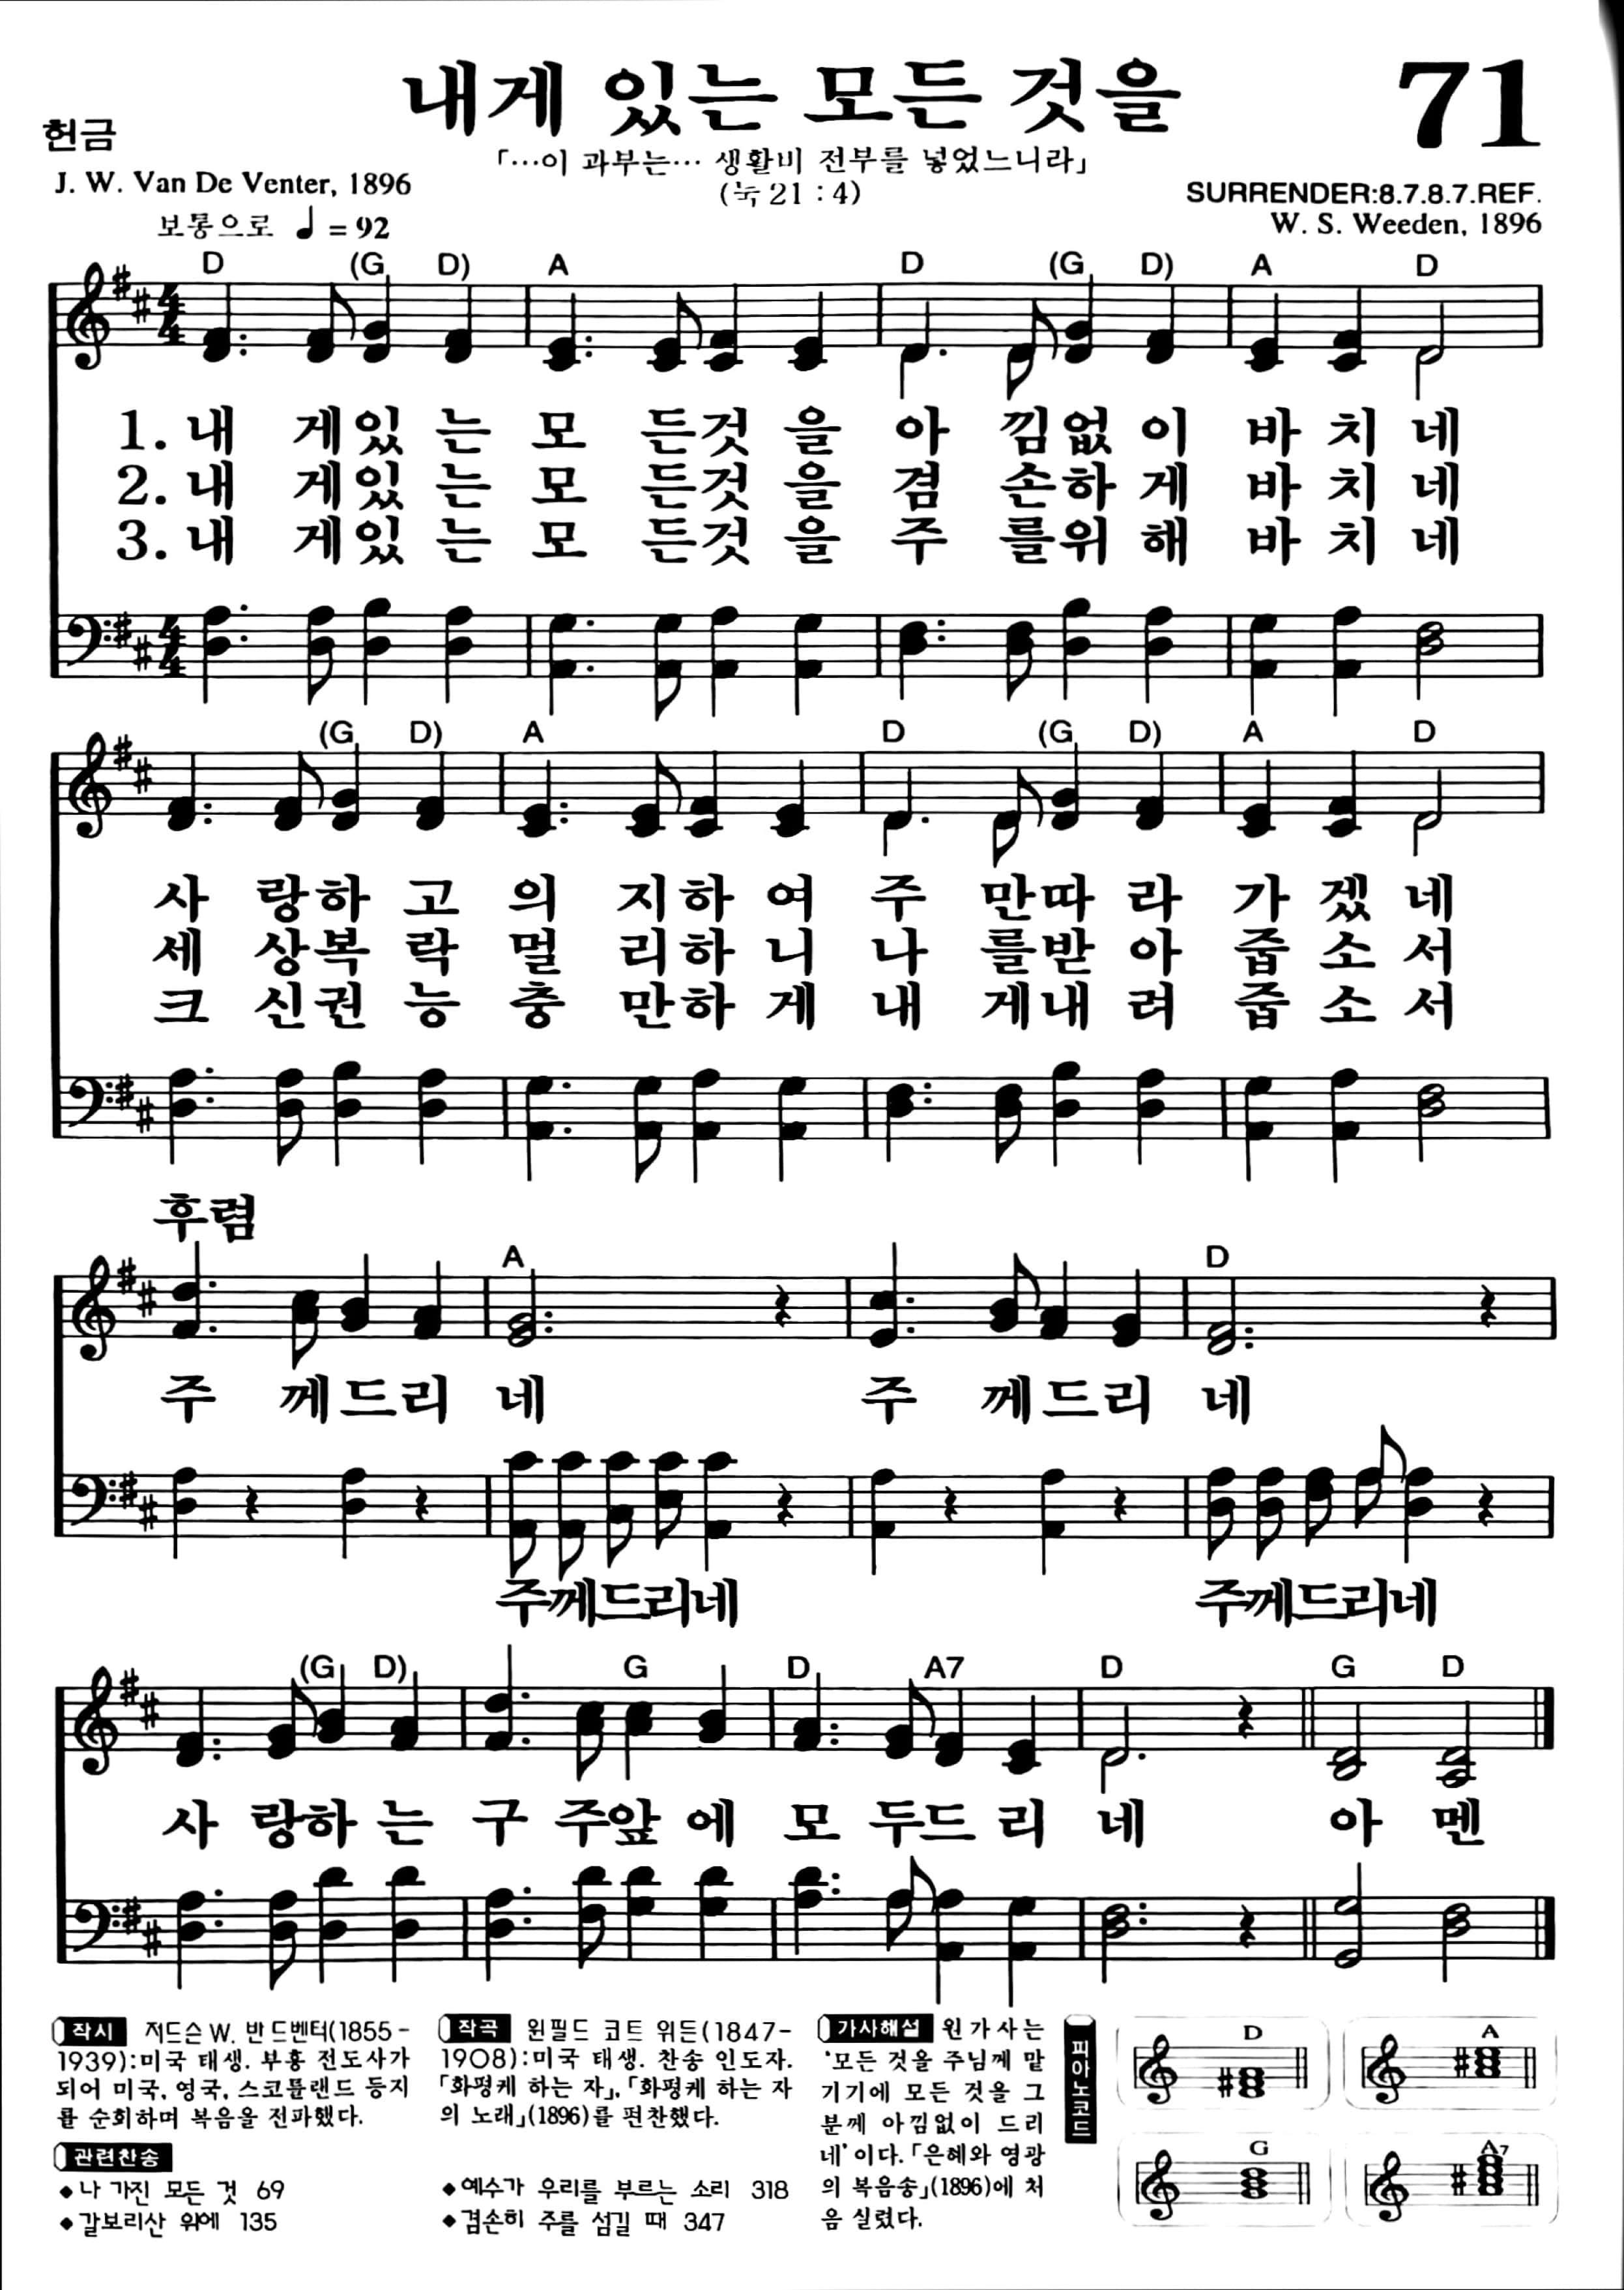 내게 있는 모든 것을
71
헌금
「…이 과부는… 생활비 전부를 넣었느니라」
(눅 21 : 4)
J. W. Van De Venter, 1896
SURRENDER:8.7.8.7.REF.
W. S. Weeden, 1896
보통으로 ♩ = 92
D (G D) A D (G D) A D
4/4
1. 내 게있 는 모 든것 을 아 낌없 이 바 치 네
2. 내 게있 는 모 든것 을 겸 손하 게 바 치 네
3. 내 게있 는 모 든것 을 주 를위 해 바 치 네
4/4
(G D) A D (G D) A D
사 랑하 고 의 지하 여 주 만따 라 가 겠 네
세 상복 락 멀 리하 니 나 를받 아 줍 소 서
크 신권 능 충 만하 게 내 게내 려 줍 소 서
후렴
A D
주 께드리 네 주 께드리 네
주께드리네 주께드리네
(G D) G D A7 D G D
사 랑하 는 구 주앞 에 모 두드 리 네 아 멘
작시 저드슨 W. 반 드벤터(1855-
1939):미국 태생. 부흥 전도사가
되어 미국, 영국, 스코틀랜드 등지
를 순회하며 복음을 전파했다.
작곡 윈필드 코트 위든(1847-
1908):미국 태생. 찬송 인도자.
「화평케 하는 자」, 「화평케 하는 자
의 노래」(1896)를 편찬했다.
가사해설 원 가사는
'모든 것을 주님께 맡
기기에 모든 것을 그
분께 아낌없이 드리
네'이다. 「은혜와 영광
의 복음송」(1896)에 처
음 실렸다.
관련찬송
◆나 가진 모든 것 69
◆갈보리산 위에 135
◆예수가 우리를 부르는 소리 318
◆겸손히 주를 섬길 때 347
피아노코드
D A
G A7